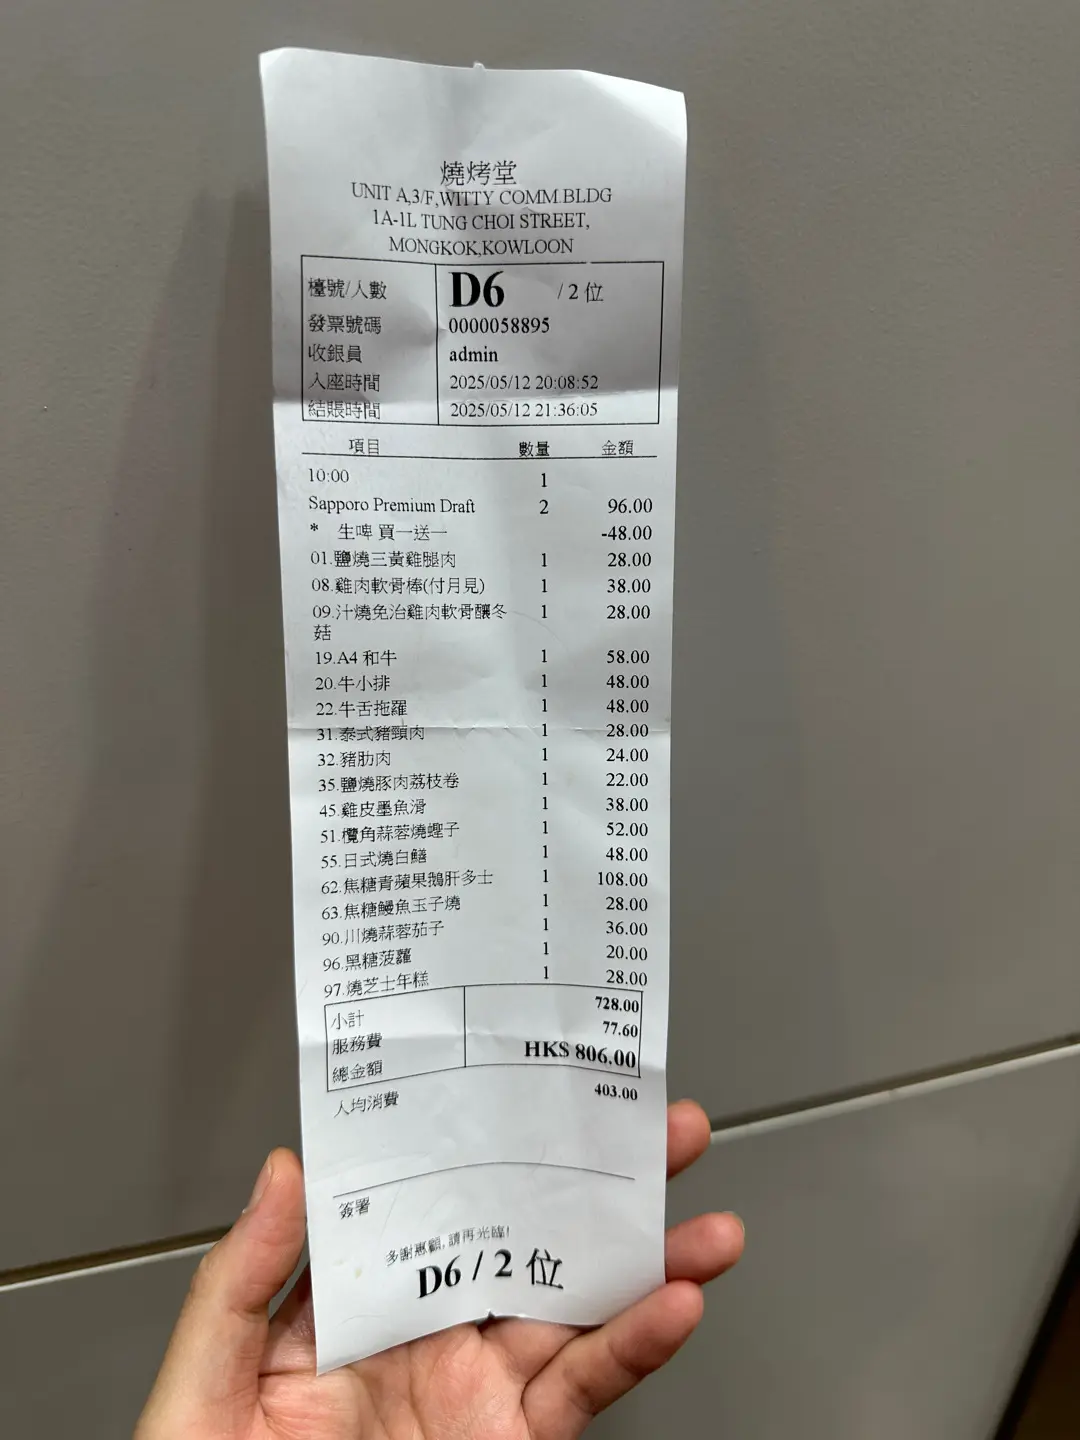 燒烤堂
UNIT A,3/F,WITTY COMM.BLDG
1A-1L TUNG CHOI STREET,
MONGKOK,KOWLOON
檯號/人數 D6 / 2 位
發票號碼 0000058895
收銀員 admin
入座時間 2025/05/12 20:08:52
結賬時間 2025/05/12 21:36:05
項目 數量 金額
10:00 1
Sapporo Premium Draft 2 96.00
* 生啤 買一送一 -48.00
01.鹽燒三黃雞腿肉 1 28.00
08.雞肉軟骨棒(付月見) 1 38.00
09.汁燒免治雞肉軟骨釀冬 1 28.00
菇
19.A4 和牛 1 58.00
20.牛小排 1 48.00
22.牛舌拖羅 1 48.00
31.泰式豬頸肉 1 28.00
32.豬肋肉 1 24.00
35.鹽燒豚肉荔枝卷 1 22.00
45.雞皮墨魚滑 1 38.00
51.欖角蒜蓉燒蟶子 1 52.00
55.日式燒白鱔 1 48.00
62.焦糖青蘋果鵝肝多士 1 108.00
63.焦糖鰻魚玉子燒 1 28.00
90.川燒蒜蓉茄子 1 36.00
96.黑糖菠蘿 1 20.00
97.燒芝士年糕 1 28.00
小計 728.00
服務費 77.60
總金額 HK$ 806.00
人均消費 403.00
簽署
多謝惠顧,請再光臨!
D6 / 2 位